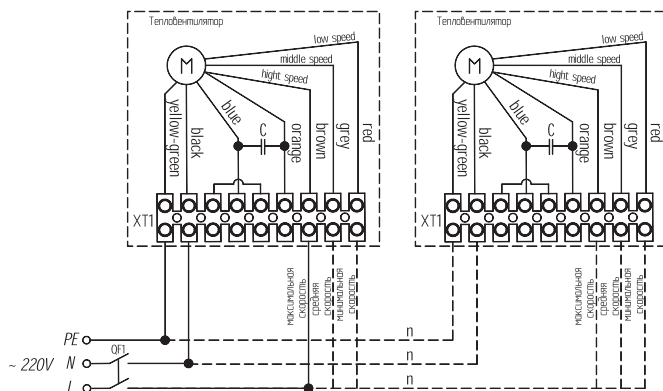 Тепловентилятор
low speed
middle speed
hight speed
M
yellow-green
black
blue
C
orange
brown
grey
red
XT1
максимальная
скорость
средняя
скорость
минимальная
скорость
Тепловентилятор
low speed
middle speed
hight speed
M
yellow-green
black
blue
C
orange
brown
grey
red
XT1
максимальная
скорость
средняя
скорость
минимальная
скорость
PE
n
~ 220V
N
QF1
n
L
n